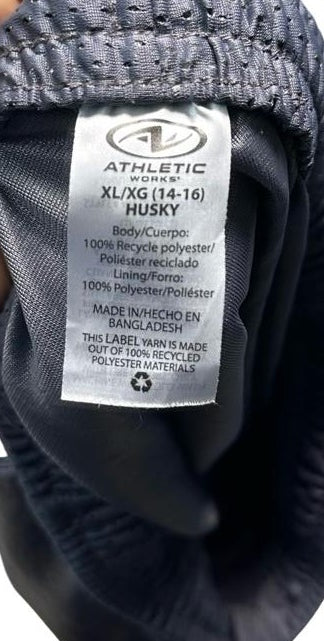 ATHLETIC
WORKS®
XL/XG (14-16)
HUSKY
Body/Cuerpo:
100% Recycle polyester/
Poliéster reciclado
Lining/Forro:
100% Polyester/Poliéster
MADE IN/HECHO EN
BANGLADESH
THIS LABEL YARN IS MADE
OUT OF 100% RECYCLED
POLYESTER MATERIALS